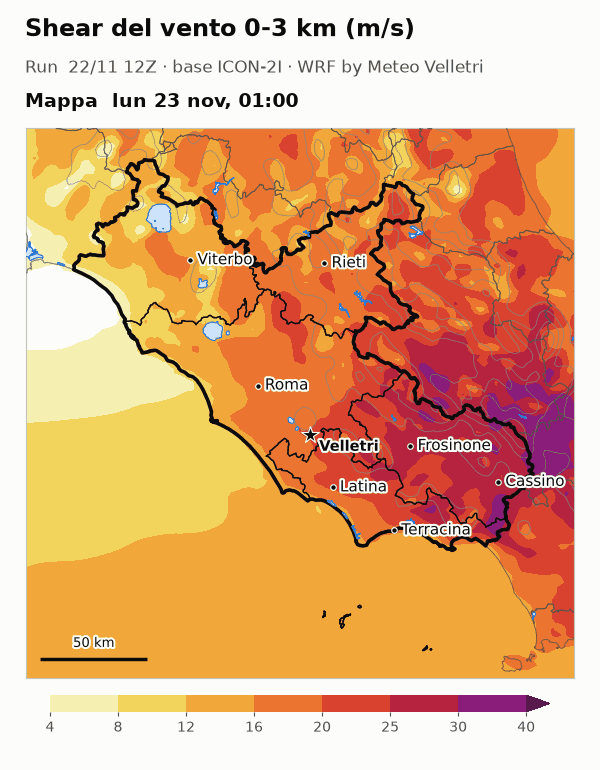 Shear del vento 0-3 km (m/s)
Run  22/11 12Z · base ICON-2I · WRF by Meteo Velletri
Mappa  lun 23 nov, 01:00
Viterbo
Rieti
Roma
Velletri
Frosinone
Cassino
Latina
Terracina
50 km
4 8 12 16 20 25 30 40